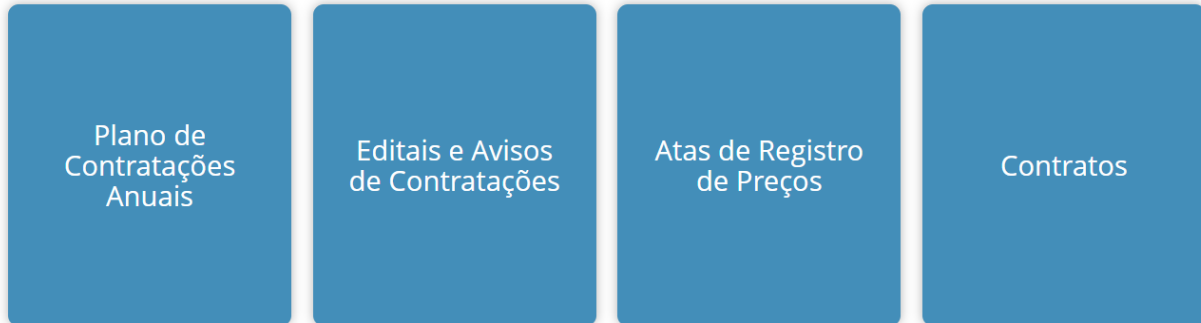 Plano de
Contratações
Anuais
Editais e Avisos
de Contratações
Atas de Registro
de Preços
Contratos